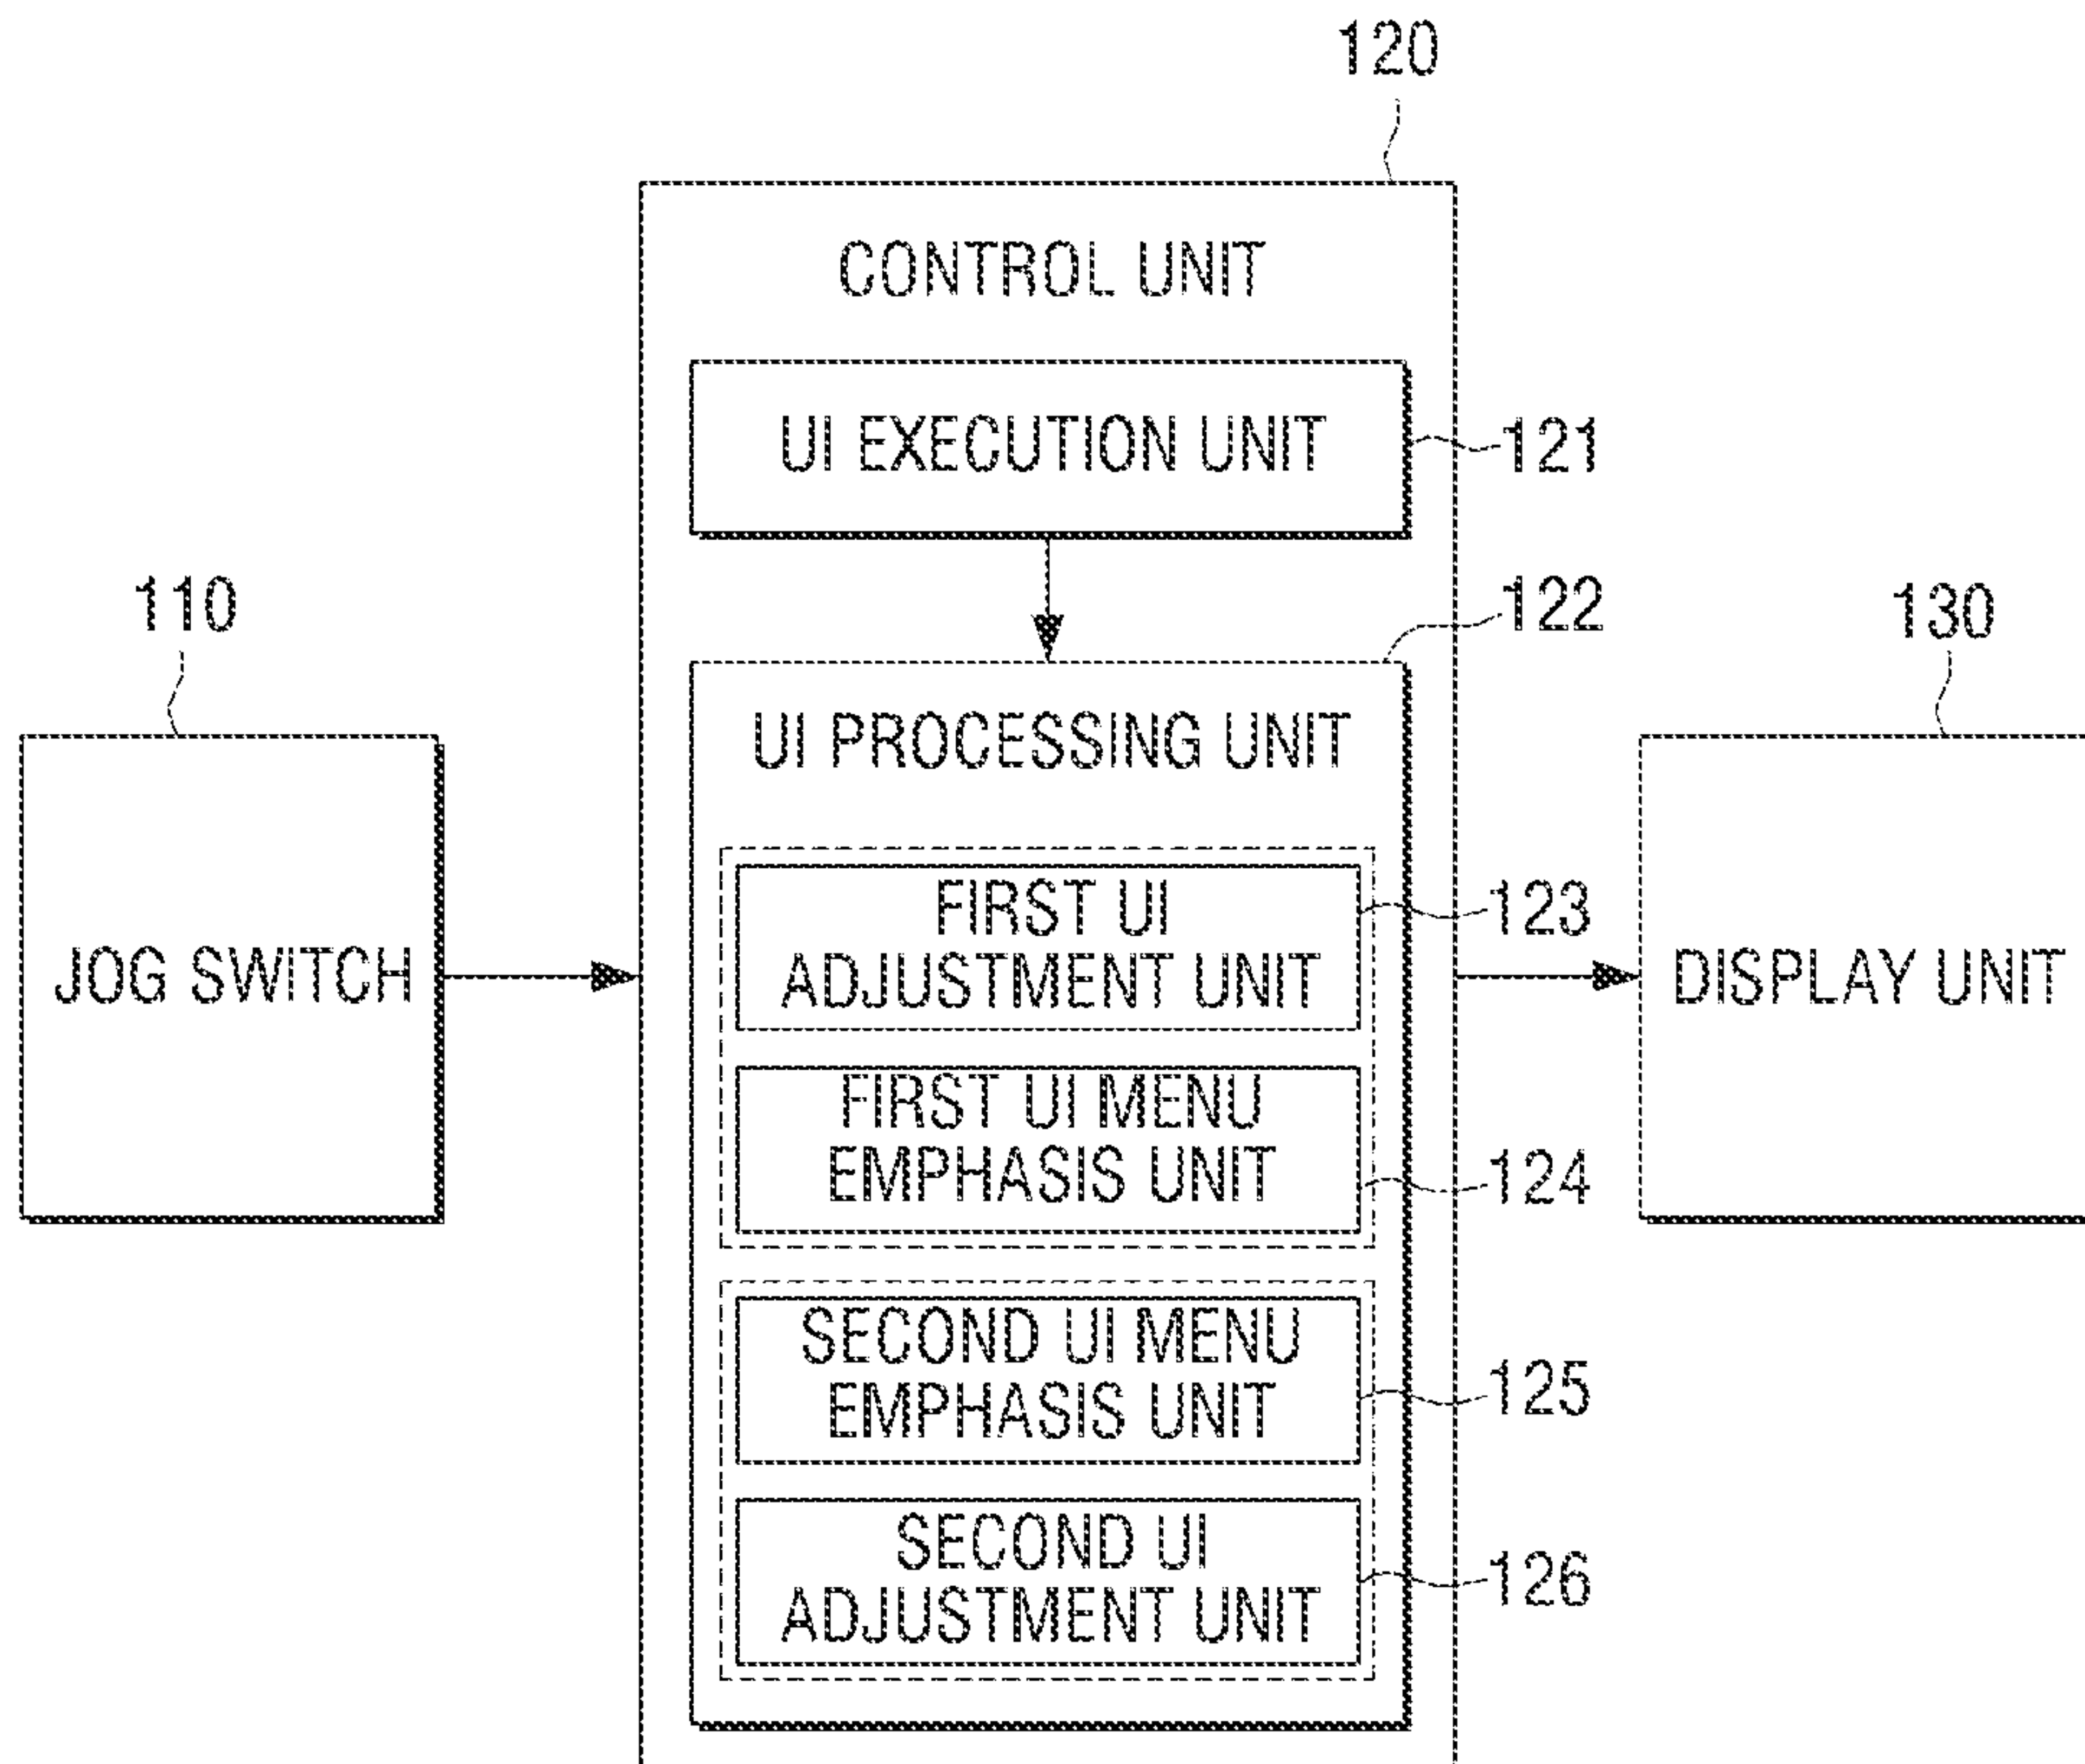 120
CONTROL UNIT
UI EXECUTION UNIT
121
110
122
130
UI PROCESSING UNIT
JOG SWITCH
FIRST UI
ADJUSTMENT UNIT
123
DISPLAY UNIT
FIRST UI MENU
EMPHASIS UNIT
124
SECOND UI MENU
EMPHASIS UNIT
125
SECOND UI
ADJUSTMENT UNIT
126